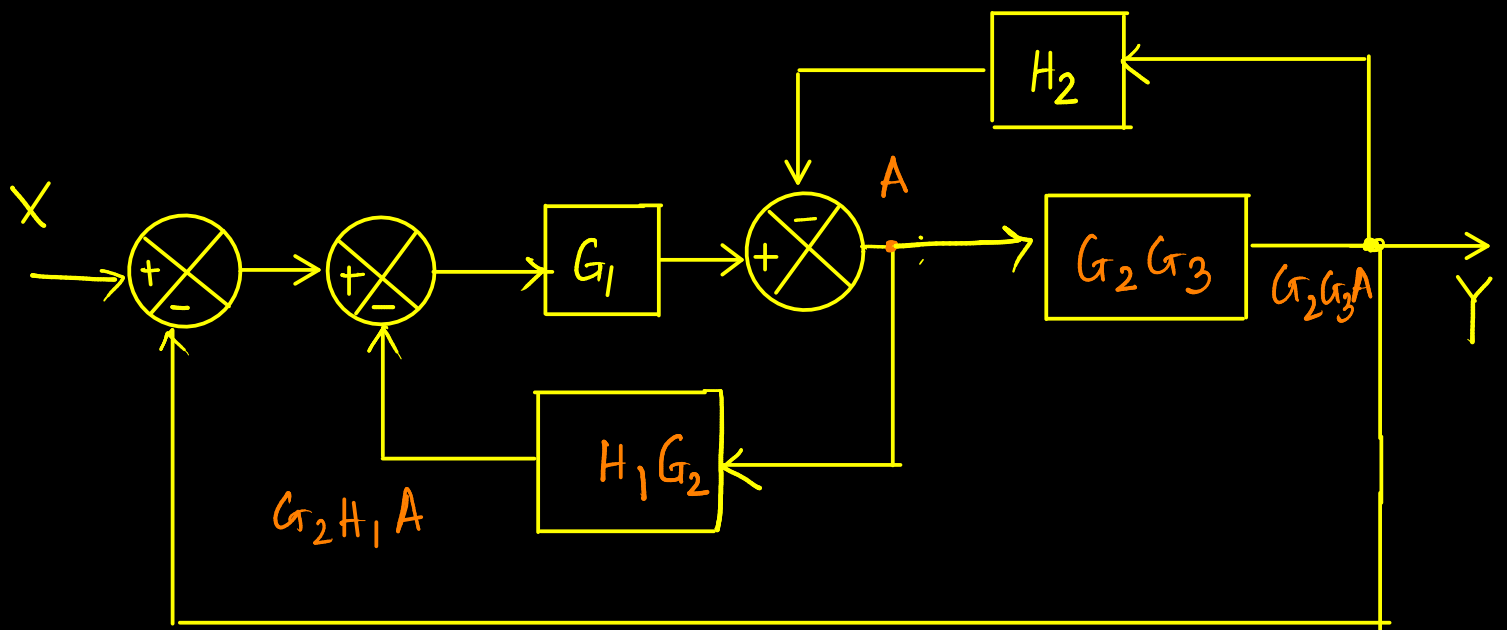 H₂
A
X
+
-
+
-
G₁
+
-
G₂G₃
G₂G₃A
Y
H₁G₂
G₂H₁A